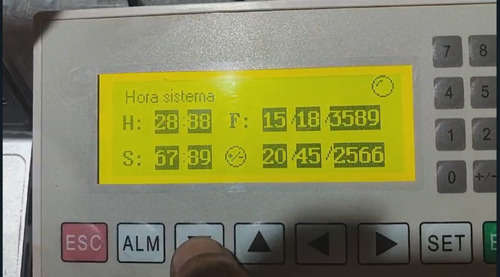 Hora sistema
H: 28:88 F: 15/18/3589
S: 67:89 +/- 20/45/2566
ESC ALM SET
7 8
4 5
1 2
0 +/-